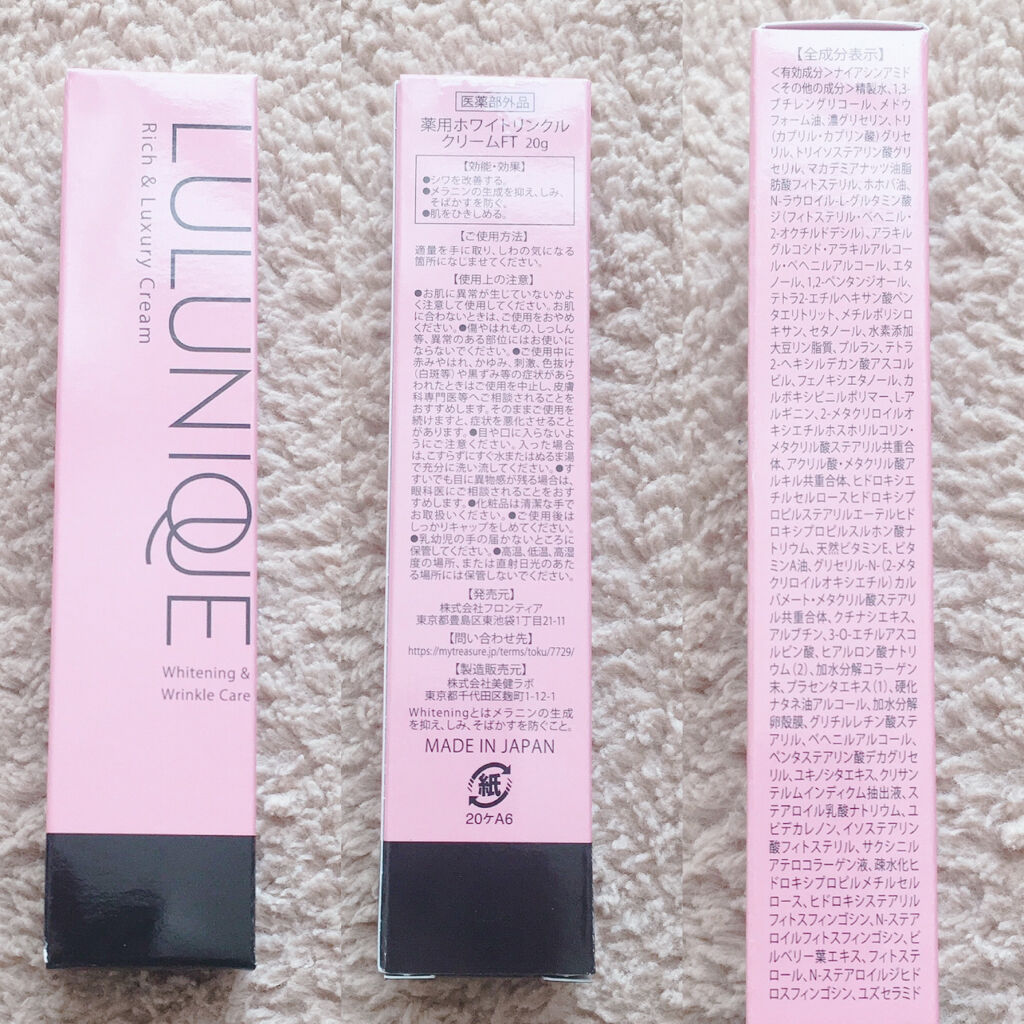 LULUNIQUE
Rich & Luxury Cream
Whitening &
Wrinkle Care
医薬部外品
薬用ホワイトリンクル
クリームFT 20g
【効能・効果】
●シワを改善する。
●メラニンの生成を抑え、しみ、
そばかすを防ぐ。
●肌をひきしめる。
【ご使用方法】
適量を手に取り、しわの気になる
箇所になじませてください。
【使用上の注意】
●お肌に異常が生じていないかよ
く注意して使用してください。お肌
に合わないときは、ご使用をおやめ
ください。●傷やはれもの、しっしん
等、異常のある部位にはお使いに
ならないでください。●ご使用中に
赤みやはれ、かゆみ、刺激、色抜け
(白斑等)や黒ずみ等の症状があら
われたときはご使用を中止し、皮膚
科専門医等へご相談されることを
おすすめします。そのままご使用を
続けますと、症状を悪化させること
があります。●目や口に入らないよ
うにご注意ください。入った場合
は、こすらずにすぐ水またはぬるま湯
で充分に洗い流してください。●す
すいでも目に異物感が残る場合は、
眼科医にご相談されることをおす
すめします。●化粧品は清潔な手で
お取扱いください。●ご使用後は
しっかりキャップをしめてください。
●乳幼児の手の届かないところに
保管してください。●高温、低温、高湿
度の場所、または直射日光のあた
る場所には保管しないでください。
【発売元】
株式会社フロンティア
東京都豊島区東池袋1丁目21-11
【問い合わせ先】
https://mytreasure.jp/terms/toku/7729/
【製造販売元】
株式会社美健ラボ
東京都千代田区麹町1-12-1
Whiteningとはメラニンの生成
を抑え、しみ、そばかすを防ぐこと。
MADE IN JAPAN
紙
20ケA6
【全成分表示】
<有効成分>ナイアシンアミド
<その他の成分>精製水、1,3-
ブチレングリコール、メドウ
フォーム油、濃グリセリン、トリ
(カプリル・カプリン酸)グリセ
リル、トリイソステアリン酸グリ
セリル、マカデミアナッツ油脂
肪酸フィトステリル、ホホバ油、
N-ラウロイル-L-グルタミン酸
ジ(フィトステリル・ベヘニル・
2-オクチルドデシル)、アラキル
グルコシド・アラキルアルコー
ル・ベヘニルアルコール、エタ
ノール、1,2-ペンタンジオール、
テトラ2-エチルヘキサン酸ペン
タエリトリット、メチルポリシロ
キサン、セタノール、水素添加
大豆リン脂質、プルラン、テトラ
2-ヘキシルデカン酸アスコル
ビル、フェノキシエタノール、カ
ルボキシビニルポリマー、L-ア
ルギニン、2-メタクリロイルオ
キシエチルホスホリルコリン・
メタクリル酸ステアリル共重合
体、アクリル酸・メタクリル酸ア
ルキル共重合体、ヒドロキシエ
チルセルロースヒドロキシプ
ロピルステアリルエーテルヒド
ロキシプロピルスルホン酸ナ
トリウム、天然ビタミンE、ビタ
ミンA油、グリセリル-N-(2-メタ
クリロイルオキシエチル)カル
バメート・メタクリル酸ステアリ
ル共重合体、クチナシエキス、
アルブチン、3-O-エチルアスコ
ルビン酸、ヒアルロン酸ナトリ
ウム(2)、加水分解コラーゲン
末、プラセンタエキス(1)、硬化
ナタネ油アルコール、加水分解
卵殻膜、グリチルレチン酸ステ
アリル、ベヘニルアルコール、
ペンタステアリン酸デカグリセ
リル、ユキノシタエキス、クリサン
テルムインディクム抽出液、ス
テアロイル乳酸ナトリウム、ユ
ビデカレノン、イソステアリン
酸フィトステリル、サクシニル
アテロコラーゲン液、疎水化ヒ
ドロキシプロピルメチルセル
ロース、ヒドロキシステアリル
フィトスフィンゴシン、N-ステア
ロイルフィトスフィンゴシン、ビ
ルベリー葉エキス、フィトステ
ロール、N-ステアロイルジヒド
ロスフィンゴシン、ユズセラミド